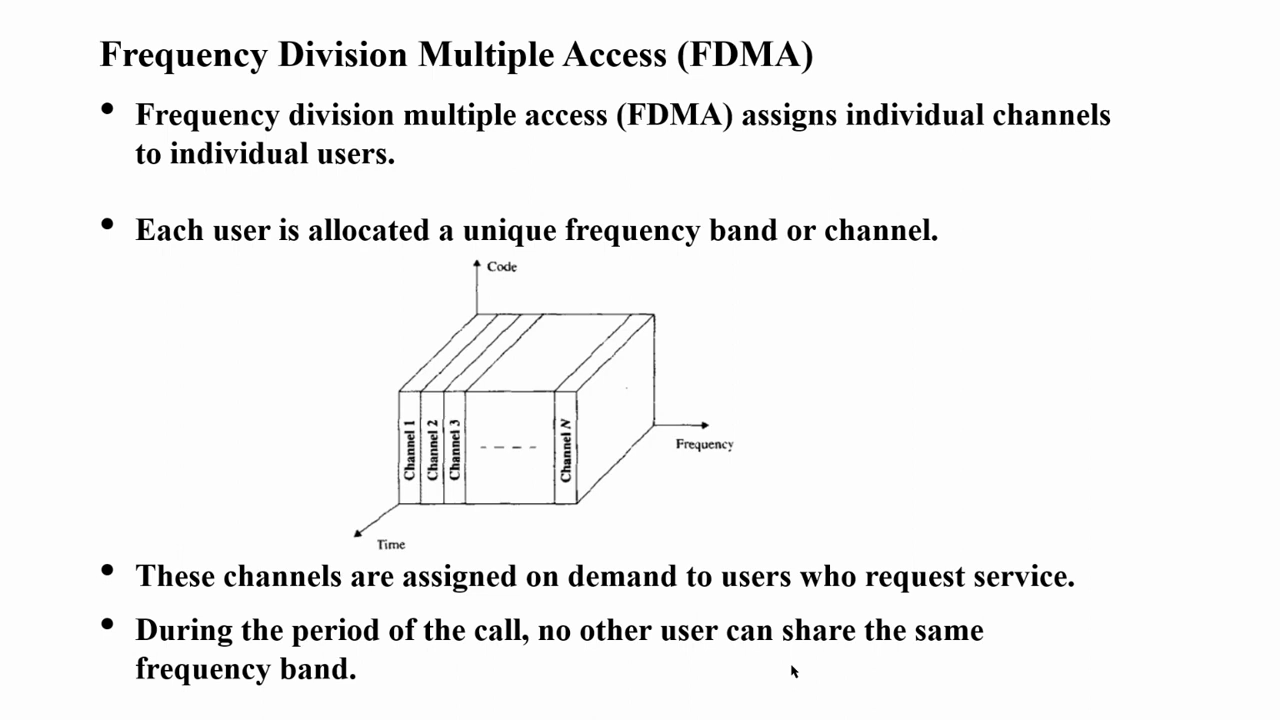 Frequency Division Multiple Access (FDMA)
• Frequency division multiple access (FDMA) assigns individual channels
to individual users.
• Each user is allocated a unique frequency band or channel.
Code
Channel 1
Channel 2
Channel 3
Channel N
Frequency
Time
• These channels are assigned on demand to users who request service.
• During the period of the call, no other user can share the same
frequency band.